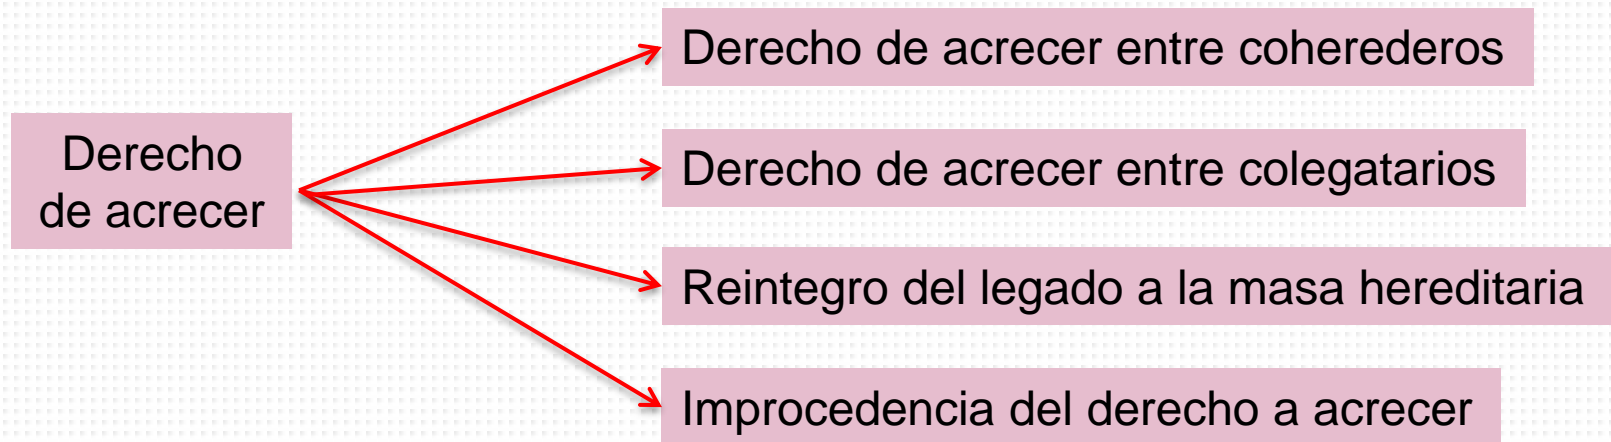 Derecho
de acrecer
Derecho de acrecer entre coherederos
Derecho de acrecer entre colegatarios
Reintegro del legado a la masa hereditaria
Improcedencia del derecho a acrecer